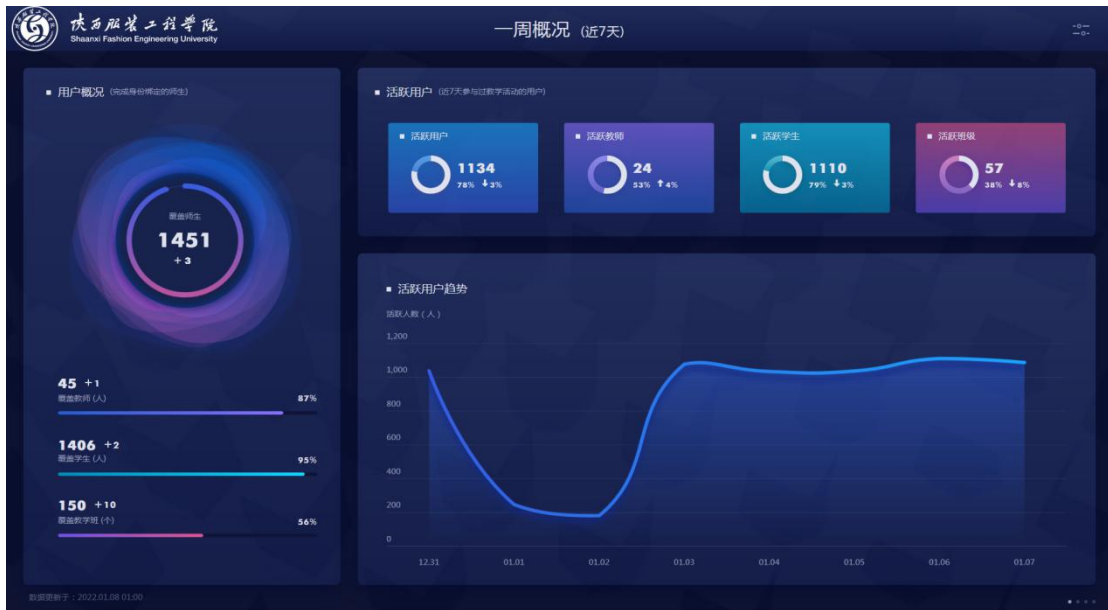 陕西服装工程学院
Shaanxi Fashion Engineering University
一周概况 (近7天)
用户概况 (完成身份绑定的师生)
覆盖师生
1451
+3
45 +1
覆盖教师 (人) 87%
1406 +2
覆盖学生 (人) 95%
150 +10
覆盖教学班 (个) 56%
活跃用户 (近7天参与过教学活动的用户)
活跃用户
1134
78% ↓3%
活跃教师
24
53% ↑4%
活跃学生
1110
79% ↓3%
活跃班级
57
38% ↓8%
活跃用户趋势
活跃人数 ( 人 )
1,200
1,000
800
600
400
200
0
12.31 01.01 01.02 01.03 01.04 01.05 01.06 01.07
数据更新于：2022.01.08 01:00